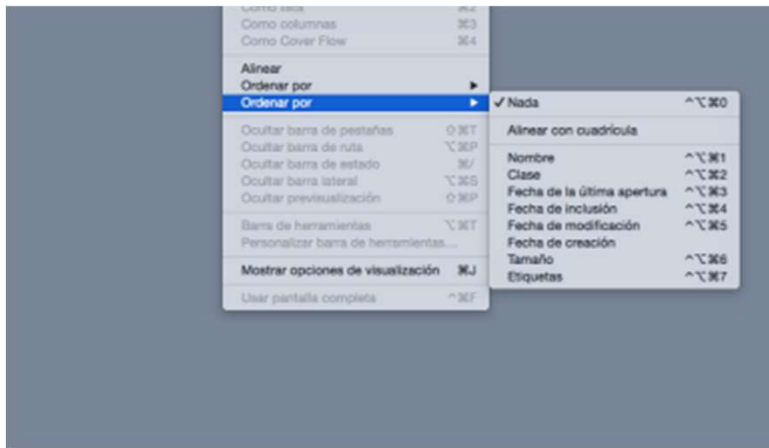 Como lista ⌘2
Como columnas ⌘3
Como Cover Flow ⌘4
Alinear
Ordenar por ▶
Ordenar por ▶
Ocultar barra de pestañas ⇧⌘T
Ocultar barra de ruta ⌥⌘P
Ocultar barra de estado ⌘/
Ocultar barra lateral ⌥⌘S
Ocultar previsualización ⇧⌘P
Barra de herramientas ⌥⌘T
Personalizar barra de herramientas...
Mostrar opciones de visualización ⌘J
Usar pantalla completa ^⌘F
✓ Nada ^⌥⌘0
Alinear con cuadrícula
Nombre ^⌥⌘1
Clase ^⌥⌘2
Fecha de la última apertura ^⌥⌘3
Fecha de inclusión ^⌥⌘4
Fecha de modificación ^⌥⌘5
Fecha de creación
Tamaño ^⌥⌘6
Etiquetas ^⌥⌘7